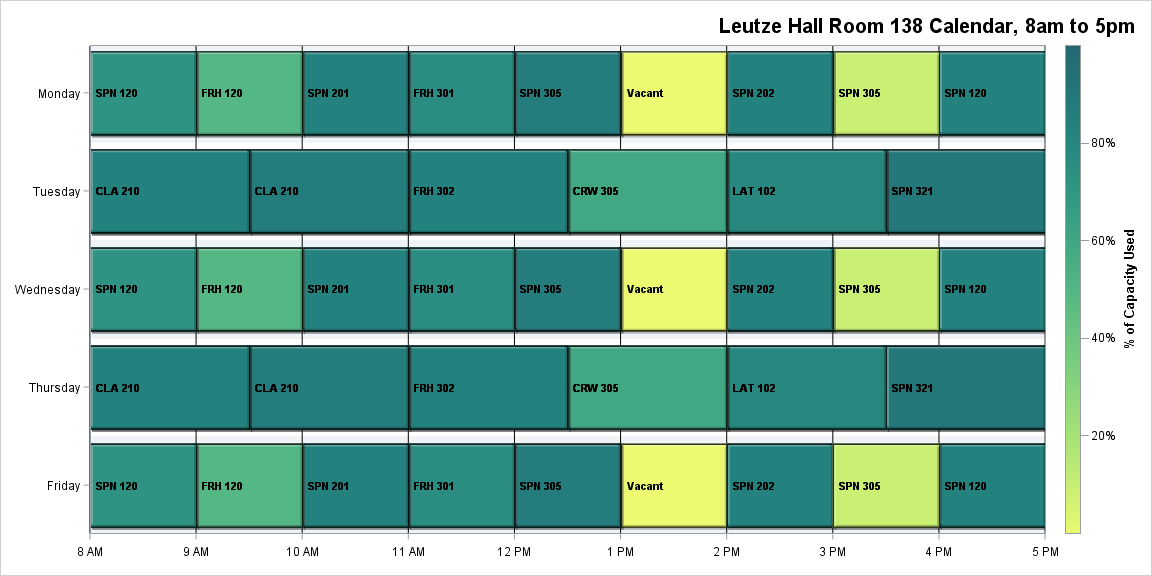 Leutze Hall Room 138 Calendar, 8am to 5pm
Monday
SPN 120
FRH 120
SPN 201
FRH 301
SPN 305
Vacant
SPN 202
SPN 305
SPN 120
Tuesday
CLA 210
CLA 210
FRH 302
CRW 305
LAT 102
SPN 321
Wednesday
SPN 120
FRH 120
SPN 201
FRH 301
SPN 305
Vacant
SPN 202
SPN 305
SPN 120
Thursday
CLA 210
CLA 210
FRH 302
CRW 305
LAT 102
SPN 321
Friday
SPN 120
FRH 120
SPN 201
FRH 301
SPN 305
Vacant
SPN 202
SPN 305
SPN 120
8 AM
9 AM
10 AM
11 AM
12 PM
1 PM
2 PM
3 PM
4 PM
5 PM
80%
60%
40%
20%
% of Capacity Used